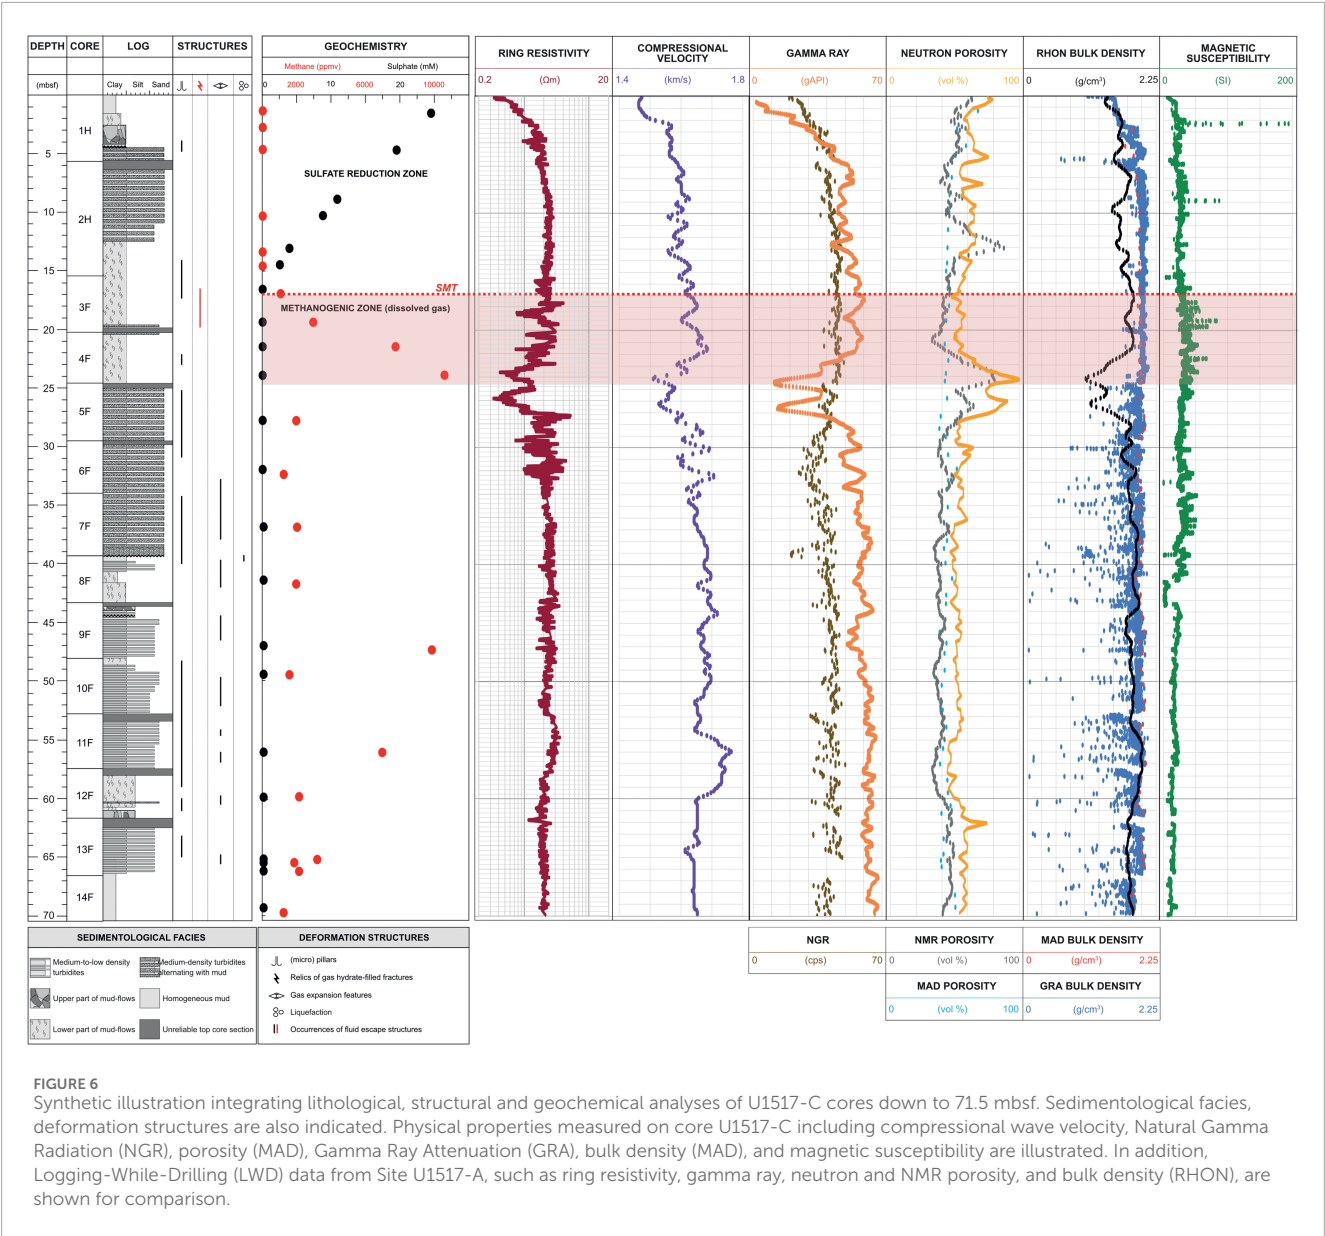 DEPTH CORE LOG STRUCTURES GEOCHEMISTRY RING RESISTIVITY COMPRESSIONAL VELOCITY GAMMA RAY NEUTRON POROSITY RHON BULK DENSITY MAGNETIC SUSCEPTIBILITY
Methane (ppmv) Sulphate (mM)
0.2 (Ωm) 20 1.4 (km/s) 1.8 0 (gAPI) 70 0 (vol %) 100 0 (g/cm³) 2.25 0 (SI) 200
(mbsf) Clay Silt Sand 0 2000 10 6000 20 10000
1H
5
SULFATE REDUCTION ZONE
10
2H
15
SMT
3F
METHANOGENIC ZONE (dissolved gas)
20
4F
25
5F
30
6F
35
7F
40
8F
45
9F
50
10F
55
11F
60
12F
65
13F
14F
70
SEDIMENTOLOGICAL FACIES
Medium-to-low density turbidites
Medium-density turbidites alternating with mud
Upper part of mud-flows
Homogeneous mud
Lower part of mud-flows
Unreliable top core section
DEFORMATION STRUCTURES
(micro) pillars
Relics of gas hydrate-filled fractures
Gas expansion features
Liquefaction
Occurrences of fluid escape structures
NGR
0 (cps) 70
NMR POROSITY
0 (vol %) 100
MAD POROSITY
0 (vol %) 100
MAD BULK DENSITY
0 (g/cm³) 2.25
GRA BULK DENSITY
0 (g/cm³) 2.25
FIGURE 6
Synthetic illustration integrating lithological, structural and geochemical analyses of U1517-C cores down to 71.5 mbsf. Sedimentological facies,
deformation structures are also indicated. Physical properties measured on core U1517-C including compressional wave velocity, Natural Gamma
Radiation (NGR), porosity (MAD), Gamma Ray Attenuation (GRA), bulk density (MAD), and magnetic susceptibility are illustrated. In addition,
Logging-While-Drilling (LWD) data from Site U1517-A, such as ring resistivity, gamma ray, neutron and NMR porosity, and bulk density (RHON), are
shown for comparison.